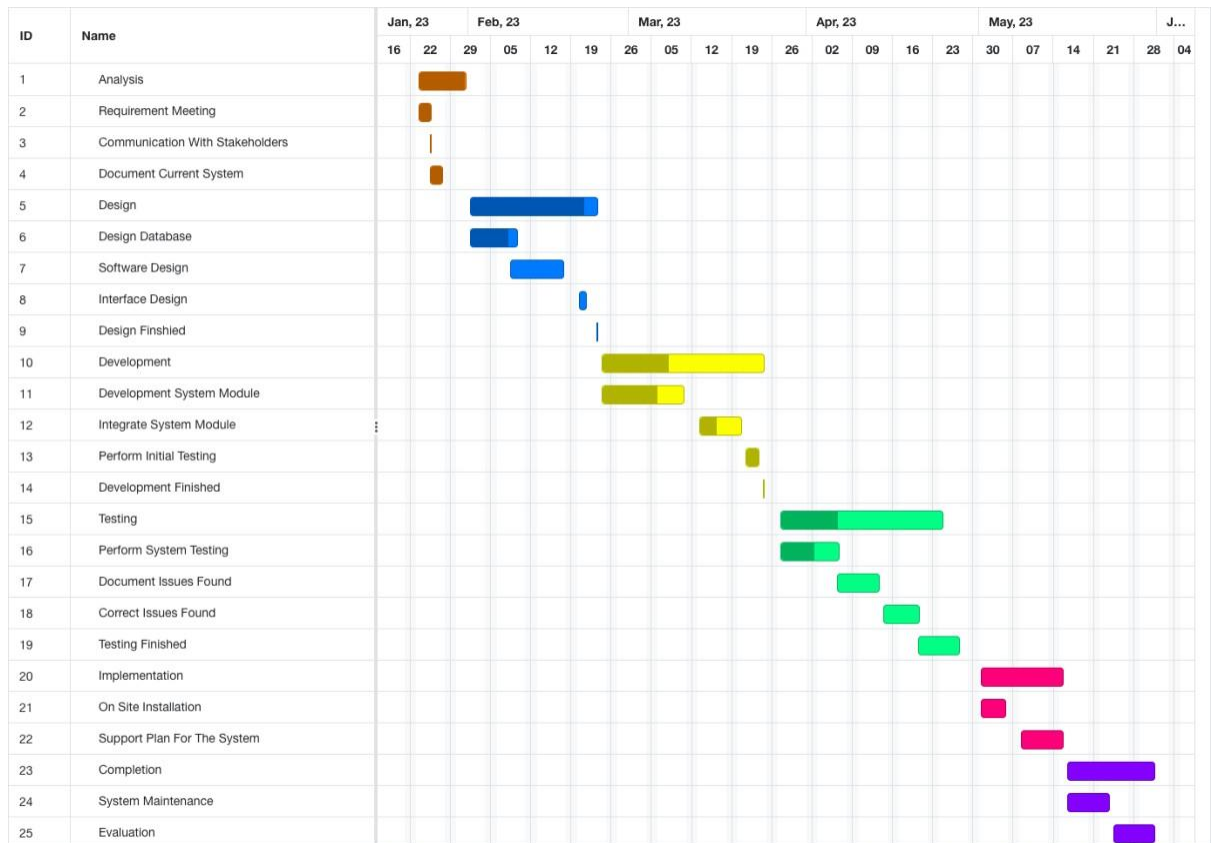 ID Name Jan, 23 Feb, 23 Mar, 23 Apr, 23 May, 23 J...
16 22 29 05 12 19 26 05 12 19 26 02 09 16 23 30 07 14 21 28 04
1 Analysis
2 Requirement Meeting
3 Communication With Stakeholders
4 Document Current System
5 Design
6 Design Database
7 Software Design
8 Interface Design
9 Design Finshied
10 Development
11 Development System Module
12 Integrate System Module
13 Perform Initial Testing
14 Development Finished
15 Testing
16 Perform System Testing
17 Document Issues Found
18 Correct Issues Found
19 Testing Finished
20 Implementation
21 On Site Installation
22 Support Plan For The System
23 Completion
24 System Maintenance
25 Evaluation